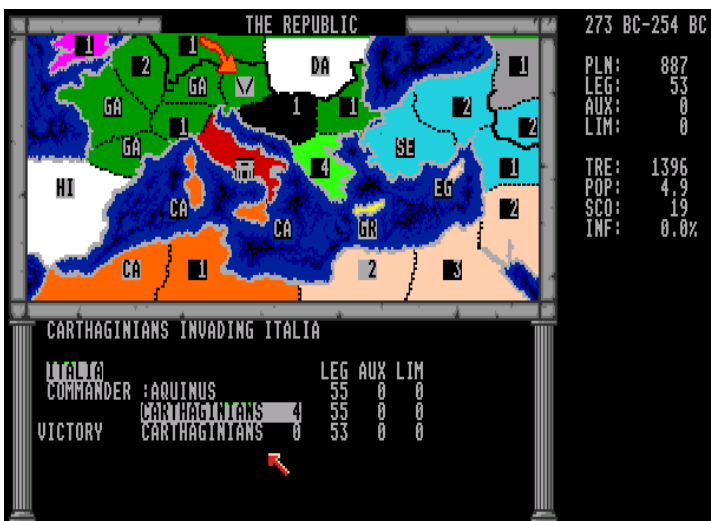 THE REPUBLIC
273 BC-254 BC
PLN: 887
LEG: 53
AUX: 0
LIM: 0
TRE: 1396
POP: 4.9
SCO: 19
INF: 0.0%
1 1 DA 1
2 GA V 1 1 2
GA 1 2
GA 4 SE 1
HI EG
CA CA GR 2
CA 1 2 3
CARTHAGINIANS INVADING ITALIA
ITALIA LEG AUX LIM
COMMANDER :AQUINUS 55 0 0
CARTHAGINIANS 4 55 0 0
VICTORY CARTHAGINIANS 0 53 0 0